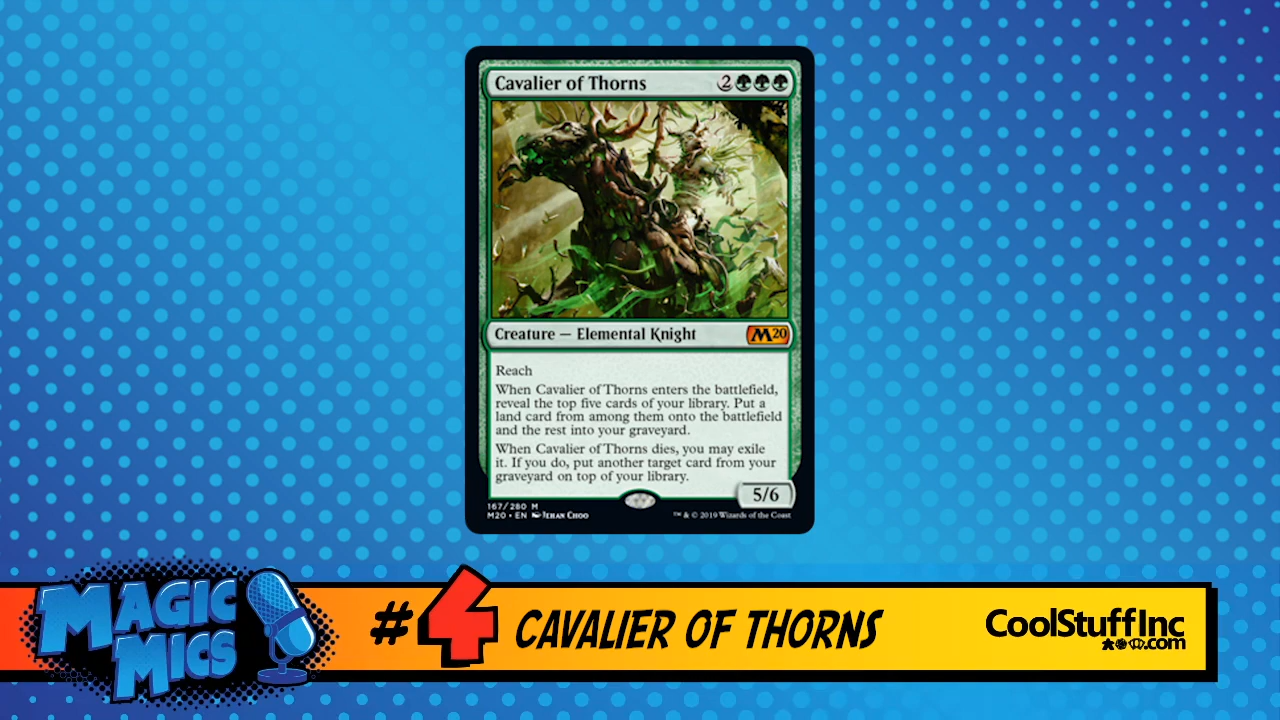 Cavalier of Thorns 2
Creature — Elemental Knight M20
Reach
When Cavalier of Thorns enters the battlefield,
reveal the top five cards of your library. Put a
land card from among them onto the battlefield
and the rest into your graveyard.
When Cavalier of Thorns dies, you may exile
it. If you do, put another target card from your
graveyard on top of your library.
5/6
167/280 M
M20 • EN JEHAN CHOO
™ & © 2019 Wizards of the Coast
MAGIC
MICS
#4 CAVALIER OF THORNS
CoolStuffInc
.com